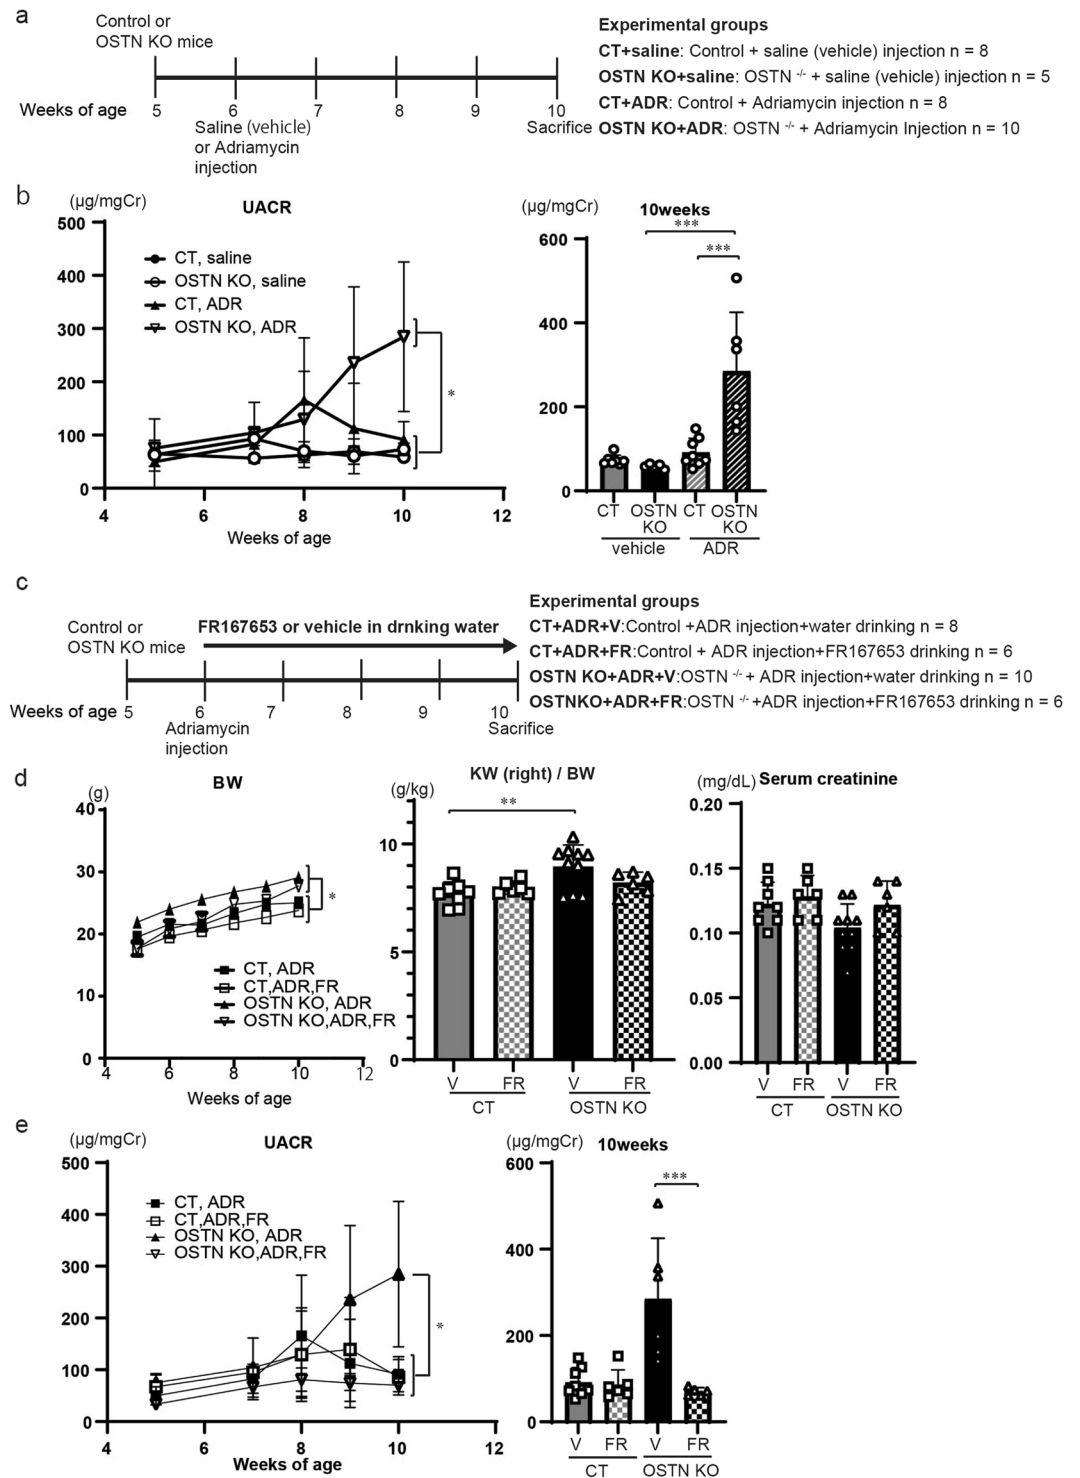 a
Control or
OSTN KO mice
Weeks of age
5 6 7 8 9 10
Saline (vehicle)
or Adriamycin
injection
Sacrifice
Experimental groups
CT+saline: Control + saline (vehicle) injection n = 8
OSTN KO+saline: OSTN -/- + saline (vehicle) injection n = 5
CT+ADR: Control + Adriamycin injection n = 8
OSTN KO+ADR: OSTN -/- + Adriamycin Injection n = 10
b
(µg/mgCr)
UACR
500
400
300
200
100
0
CT, saline
OSTN KO, saline
CT, ADR
OSTN KO, ADR
*
4 6 8 10 12
Weeks of age
(µg/mgCr)
10weeks
***
***
600
400
200
0
CT OSTN CT OSTN
KO KO
vehicle ADR
c
Control or
OSTN KO mice
FR167653 or vehicle in drnking water
Weeks of age 5 6 7 8 9 10
Adriamycin
injection
Sacrifice
Experimental groups
CT+ADR+V:Control +ADR injection+water drinking n = 8
CT+ADR+FR:Control + ADR injection+FR167653 drinking n = 6
OSTN KO+ADR+V:OSTN -/- + ADR injection+water drinking n = 10
OSTNKO+ADR+FR:OSTN -/- +ADR injection+FR167653 drinking n = 6
d
(g)
BW
40
30
20
10
0
*
CT, ADR
CT,ADR,FR
OSTN KO, ADR
OSTN KO,ADR,FR
4 6 8 10 12
Weeks of age
KW (right) / BW
(g/kg)
**
10
5
0
V FR V FR
CT OSTN KO
(mg/dL) Serum creatinine
0.20
0.15
0.10
0.05
0.00
V FR V FR
CT OSTN KO
e
(µg/mgCr)
UACR
500
400
300
200
100
0
CT, ADR
CT,ADR,FR
OSTN KO, ADR
OSTN KO,ADR,FR
*
4 6 8 10 12
Weeks of age
(µg/mgCr) 10weeks
***
600
400
200
0
V FR V FR
CT OSTN KO